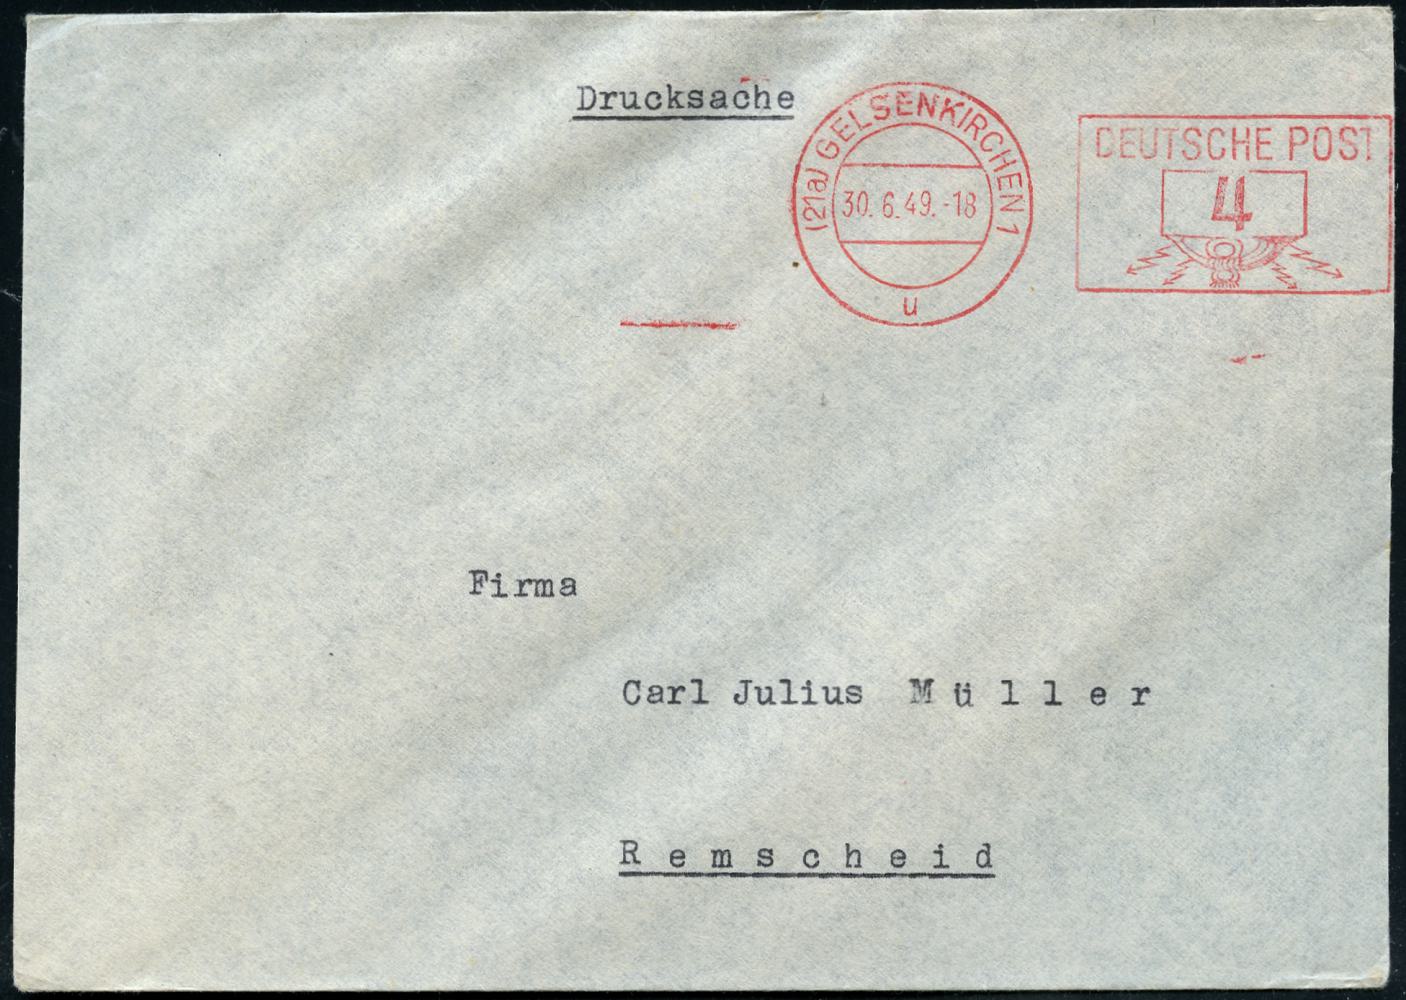 Drucksache
(21a) GELSENKIRCHEN 1
30.6.49.-18
u
DEUTSCHE POST
4
Firma
Carl Julius Müller
Remscheid